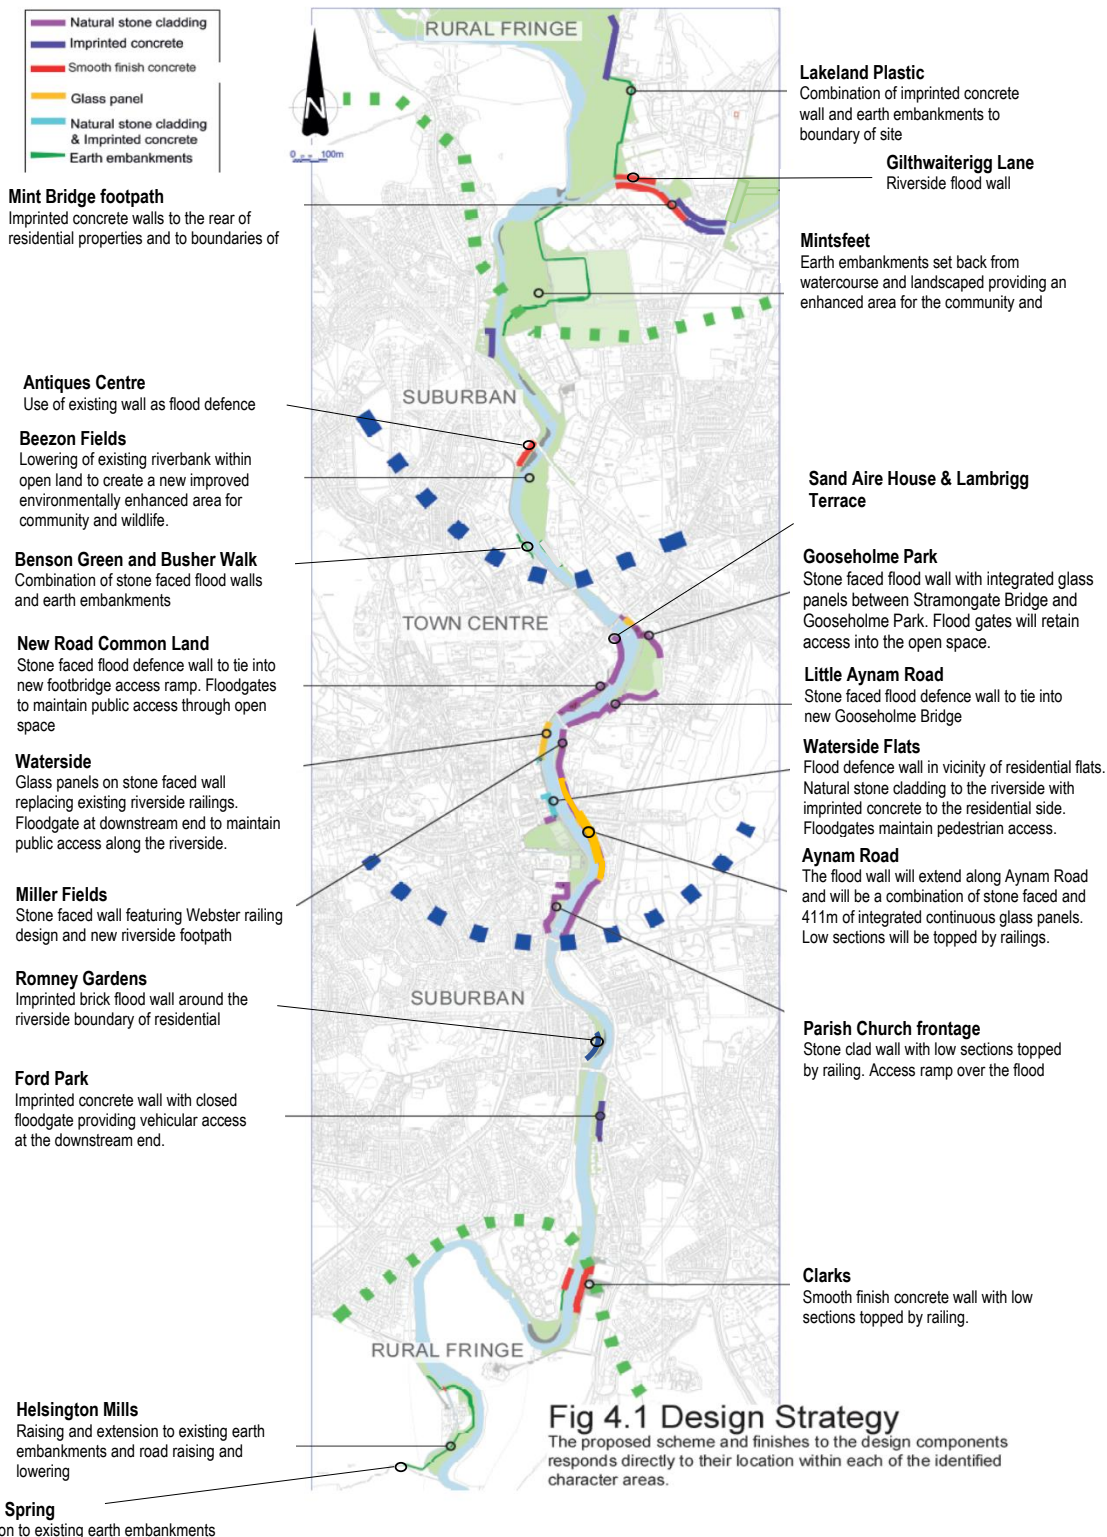 Natural stone cladding
Imprinted concrete
Smooth finish concrete
Glass panel
Natural stone cladding
& Imprinted concrete
Earth embankments
N
0 100m
RURAL FRINGE
Lakeland Plastic
Combination of imprinted concrete
wall and earth embankments to
boundary of site
Gilthwaiterigg Lane
Riverside flood wall
Mint Bridge footpath
Imprinted concrete walls to the rear of
residential properties and to boundaries of
Mintsfeet
Earth embankments set back from
watercourse and landscaped providing an
enhanced area for the community and
SUBURBAN
Antiques Centre
Use of existing wall as flood defence
Beezon Fields
Lowering of existing riverbank within
open land to create a new improved
environmentally enhanced area for
community and wildlife.
Sand Aire House & Lambrigg
Terrace
Benson Green and Busher Walk
Combination of stone faced flood walls
and earth embankments
Gooseholme Park
Stone faced flood wall with integrated glass
panels between Stramongate Bridge and
Gooseholme Park. Flood gates will retain
access into the open space.
TOWN CENTRE
New Road Common Land
Stone faced flood defence wall to tie into
new footbridge access ramp. Floodgates
to maintain public access through open
space
Little Aynam Road
Stone faced flood defence wall to tie into
new Gooseholme Bridge
Waterside
Glass panels on stone faced wall
replacing existing riverside railings.
Floodgate at downstream end to maintain
public access along the riverside.
Waterside Flats
Flood defence wall in vicinity of residential flats.
Natural stone cladding to the riverside with
imprinted concrete to the residential side.
Floodgates maintain pedestrian access.
Aynam Road
The flood wall will extend along Aynam Road
and will be a combination of stone faced and
411m of integrated continuous glass panels.
Low sections will be topped by railings.
Miller Fields
Stone faced wall featuring Webster railing
design and new riverside footpath
Romney Gardens
Imprinted brick flood wall around the
riverside boundary of residential
SUBURBAN
Parish Church frontage
Stone clad wall with low sections topped
by railing. Access ramp over the flood
Ford Park
Imprinted concrete wall with closed
floodgate providing vehicular access
at the downstream end.
Clarks
Smooth finish concrete wall with low
sections topped by railing.
RURAL FRINGE
Helsington Mills
Raising and extension to existing earth
embankments and road raising and
lowering
Fig 4.1 Design Strategy
The proposed scheme and finishes to the design components
responds directly to their location within each of the identified
character areas.
Spring
on to existing earth embankments